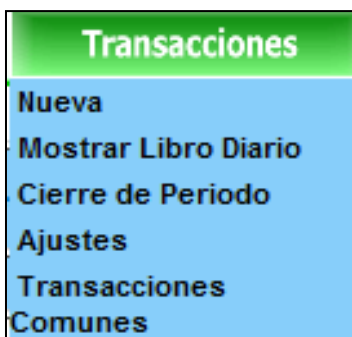 Transacciones
Nueva
Mostrar Libro Diario
Cierre de Periodo
Ajustes
Transacciones
Comunes